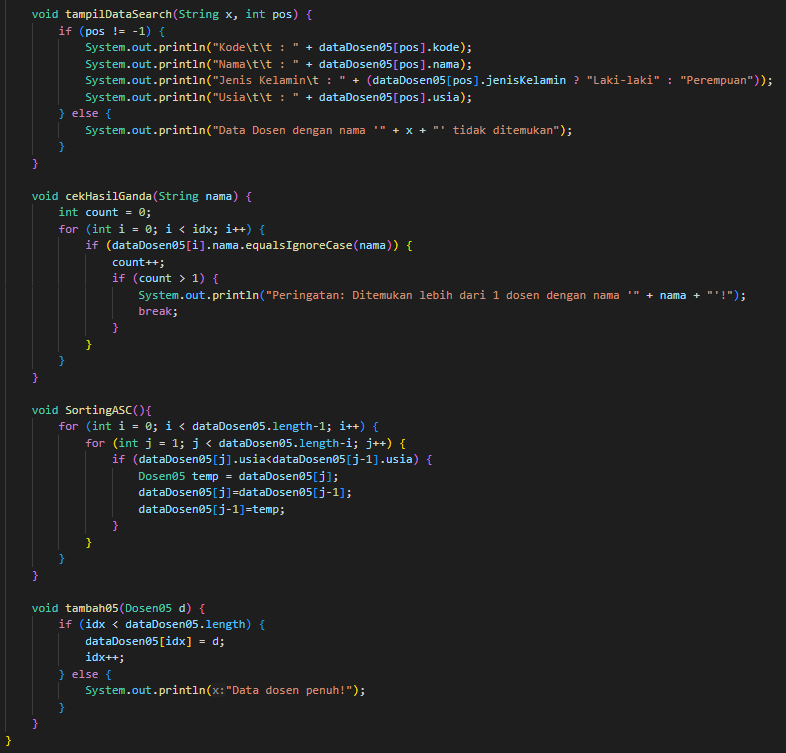 void tampilDataSearch(String x, int pos) {
    if (pos != -1) {
        System.out.println("Kode\t\t : " + dataDosen05[pos].kode);
        System.out.println("Nama\t\t : " + dataDosen05[pos].nama);
        System.out.println("Jenis Kelamin\t : " + (dataDosen05[pos].jenisKelamin ? "Laki-laki" : "Perempuan"));
        System.out.println("Usia\t\t : " + dataDosen05[pos].usia);
    } else {
        System.out.println("Data Dosen dengan nama '" + x + "' tidak ditemukan");
    }
}

void cekHasilGanda(String nama) {
    int count = 0;
    for (int i = 0; i < idx; i++) {
        if (dataDosen05[i].nama.equalsIgnoreCase(nama)) {
            count++;
            if (count > 1) {
                System.out.println("Peringatan: Ditemukan lebih dari 1 dosen dengan nama '" + nama + "'!");
                break;
            }
        }
    }
}

void SortingASC(){
    for (int i = 0; i < dataDosen05.length-1; i++) {
        for (int j = 1; j < dataDosen05.length-i; j++) {
            if (dataDosen05[j].usia<dataDosen05[j-1].usia) {
                Dosen05 temp = dataDosen05[j];
                dataDosen05[j]=dataDosen05[j-1];
                dataDosen05[j-1]=temp;
            }
        }
    }
}

void tambah05(Dosen05 d) {
    if (idx < dataDosen05.length) {
        dataDosen05[idx] = d;
        idx++;
    } else {
        System.out.println(x:"Data dosen penuh!");
    }
}
}